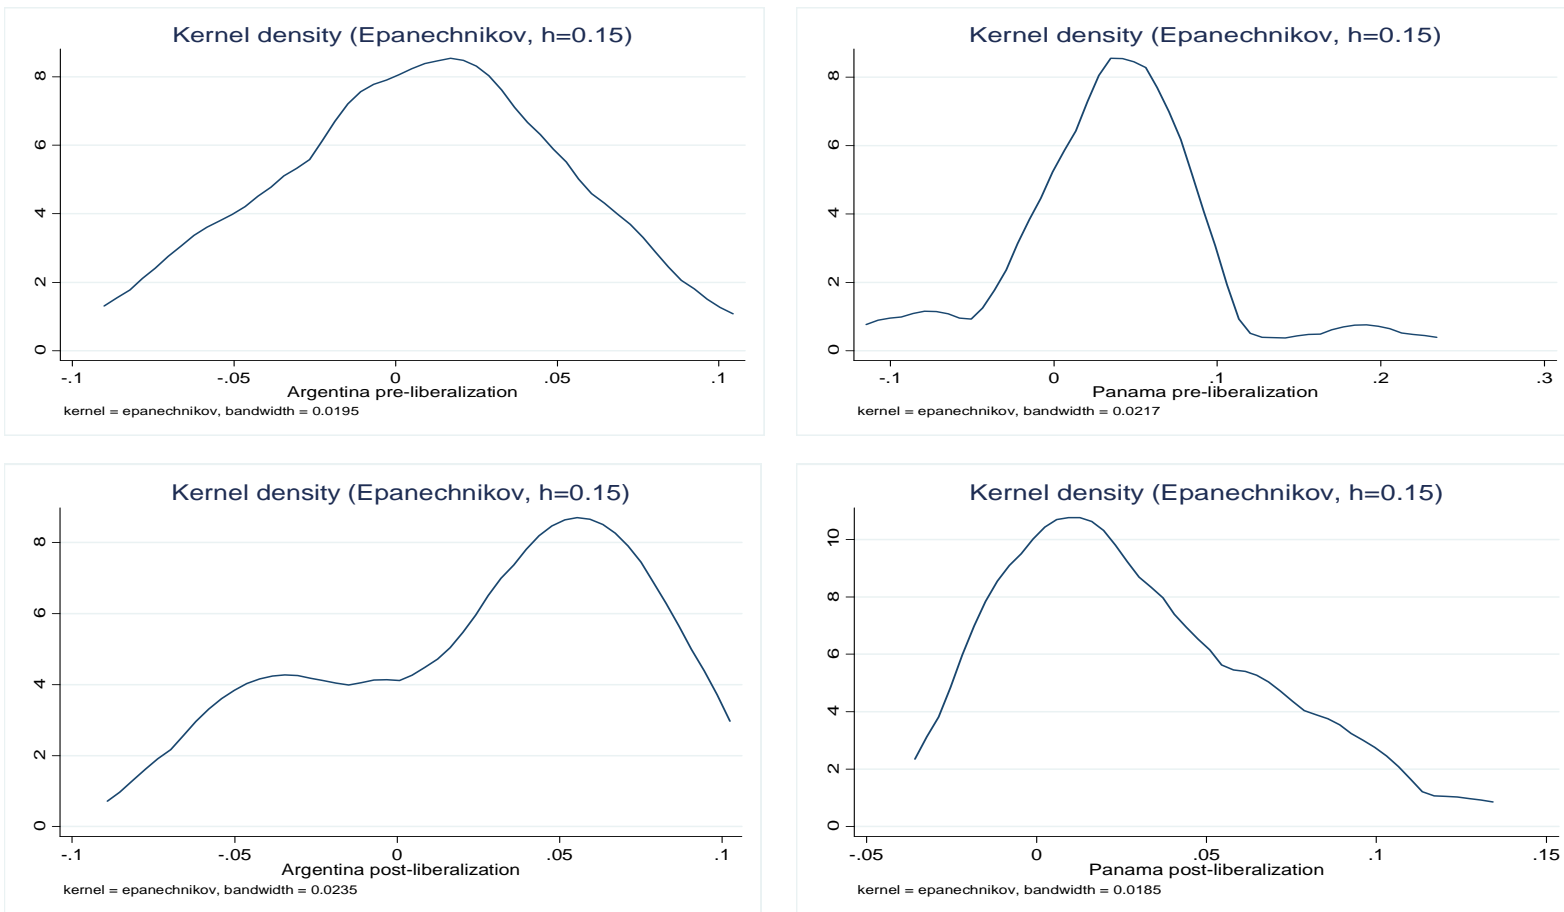 Kernel density (Epanechnikov, h=0.15)
8
6
4
2
0
-.1 -.05 0 .05 .1
Argentina pre-liberalization
kernel = epanechnikov, bandwidth = 0.0195
Kernel density (Epanechnikov, h=0.15)
8
6
4
2
0
-.1 0 .1 .2 .3
Panama pre-liberalization
kernel = epanechnikov, bandwidth = 0.0217
Kernel density (Epanechnikov, h=0.15)
8
6
4
2
0
-.1 -.05 0 .05 .1
Argentina post-liberalization
kernel = epanechnikov, bandwidth = 0.0235
Kernel density (Epanechnikov, h=0.15)
10
8
6
4
2
0
-.05 0 .05 .1 .15
Panama post-liberalization
kernel = epanechnikov, bandwidth = 0.0185